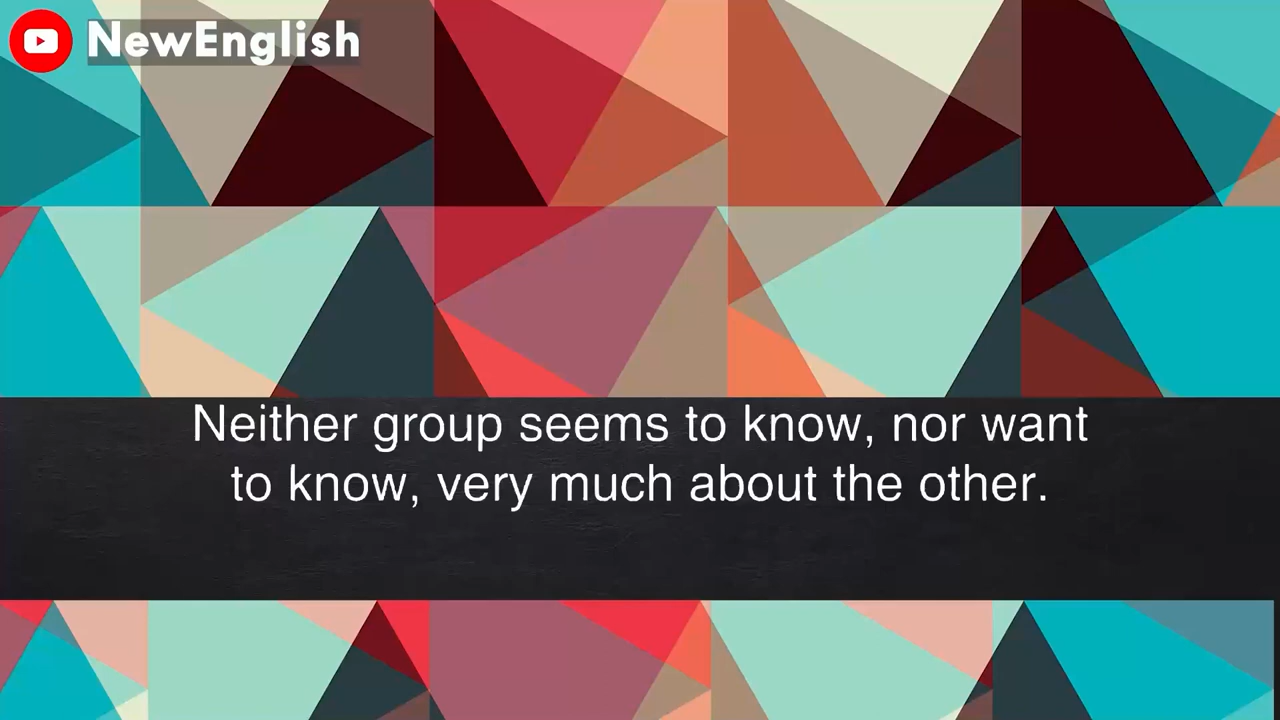 NewEnglish
Neither group seems to know, nor want
to know, very much about the other.